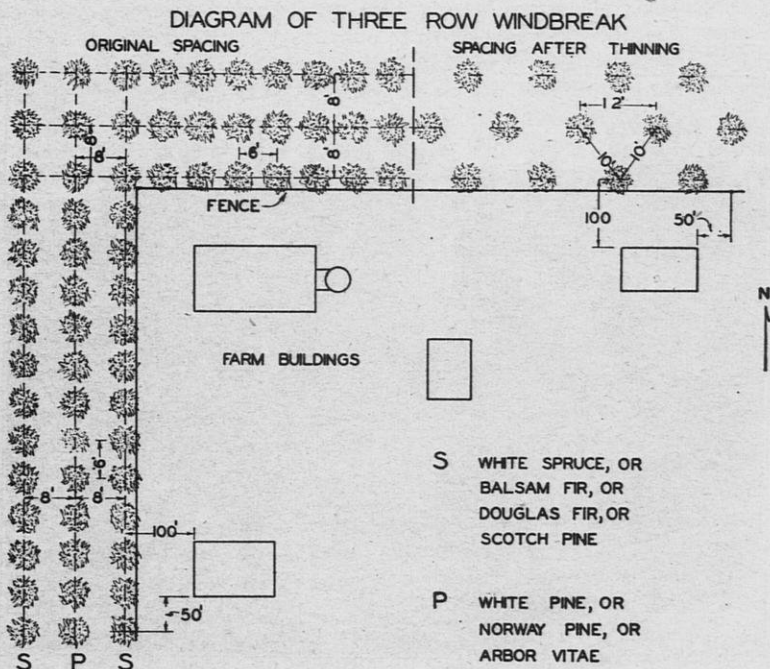 DIAGRAM OF THREE ROW WINDBREAK
ORIGINAL SPACING
SPACING AFTER THINNING
8'
12'
8'
8'
6'
8'
10'
10'
FENCE
100
50'
N
FARM BUILDINGS
6'
8'
8'
100'
50'
S WHITE SPRUCE, OR
BALSAM FIR, OR
DOUGLAS FIR, OR
SCOTCH PINE
P WHITE PINE, OR
NORWAY PINE, OR
ARBOR VITAE
S P S